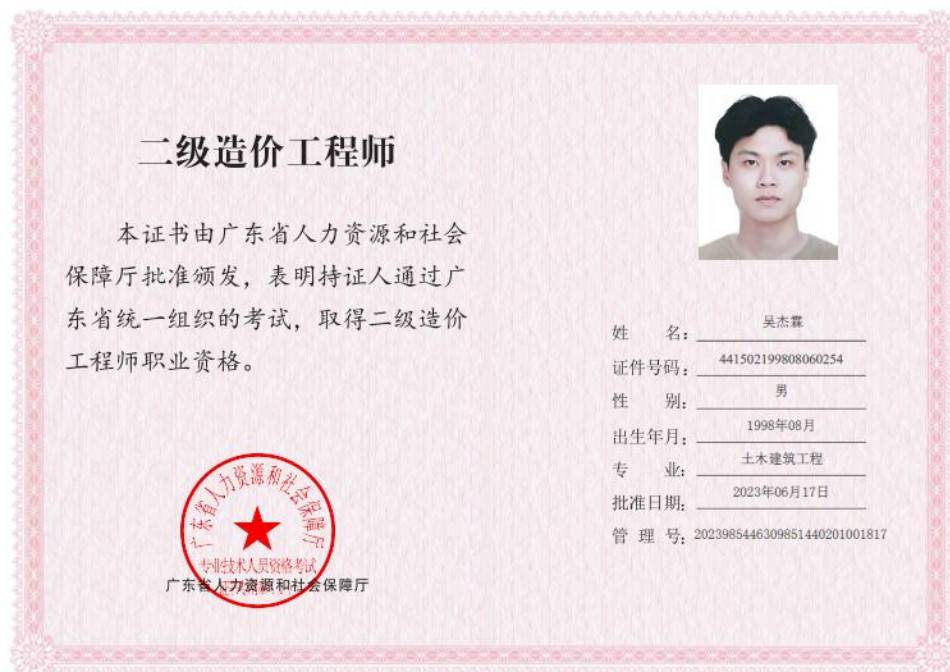 二级造价工程师
本证书由广东省人力资源和社会
保障厅批准颁发，表明持证人通过广
东省统一组织的考试，取得二级造价
工程师职业资格。
广东省人力资源和社会保障厅
专业技术人员资格考试
广东省人力资源和社会保障厅
姓 名：吴杰霖
证件号码：441502199808060254
性 别：男
出生年月：1998年08月
专 业：土木建筑工程
批准日期：2023年06月17日
管 理 号：20239854463098514402010018​17